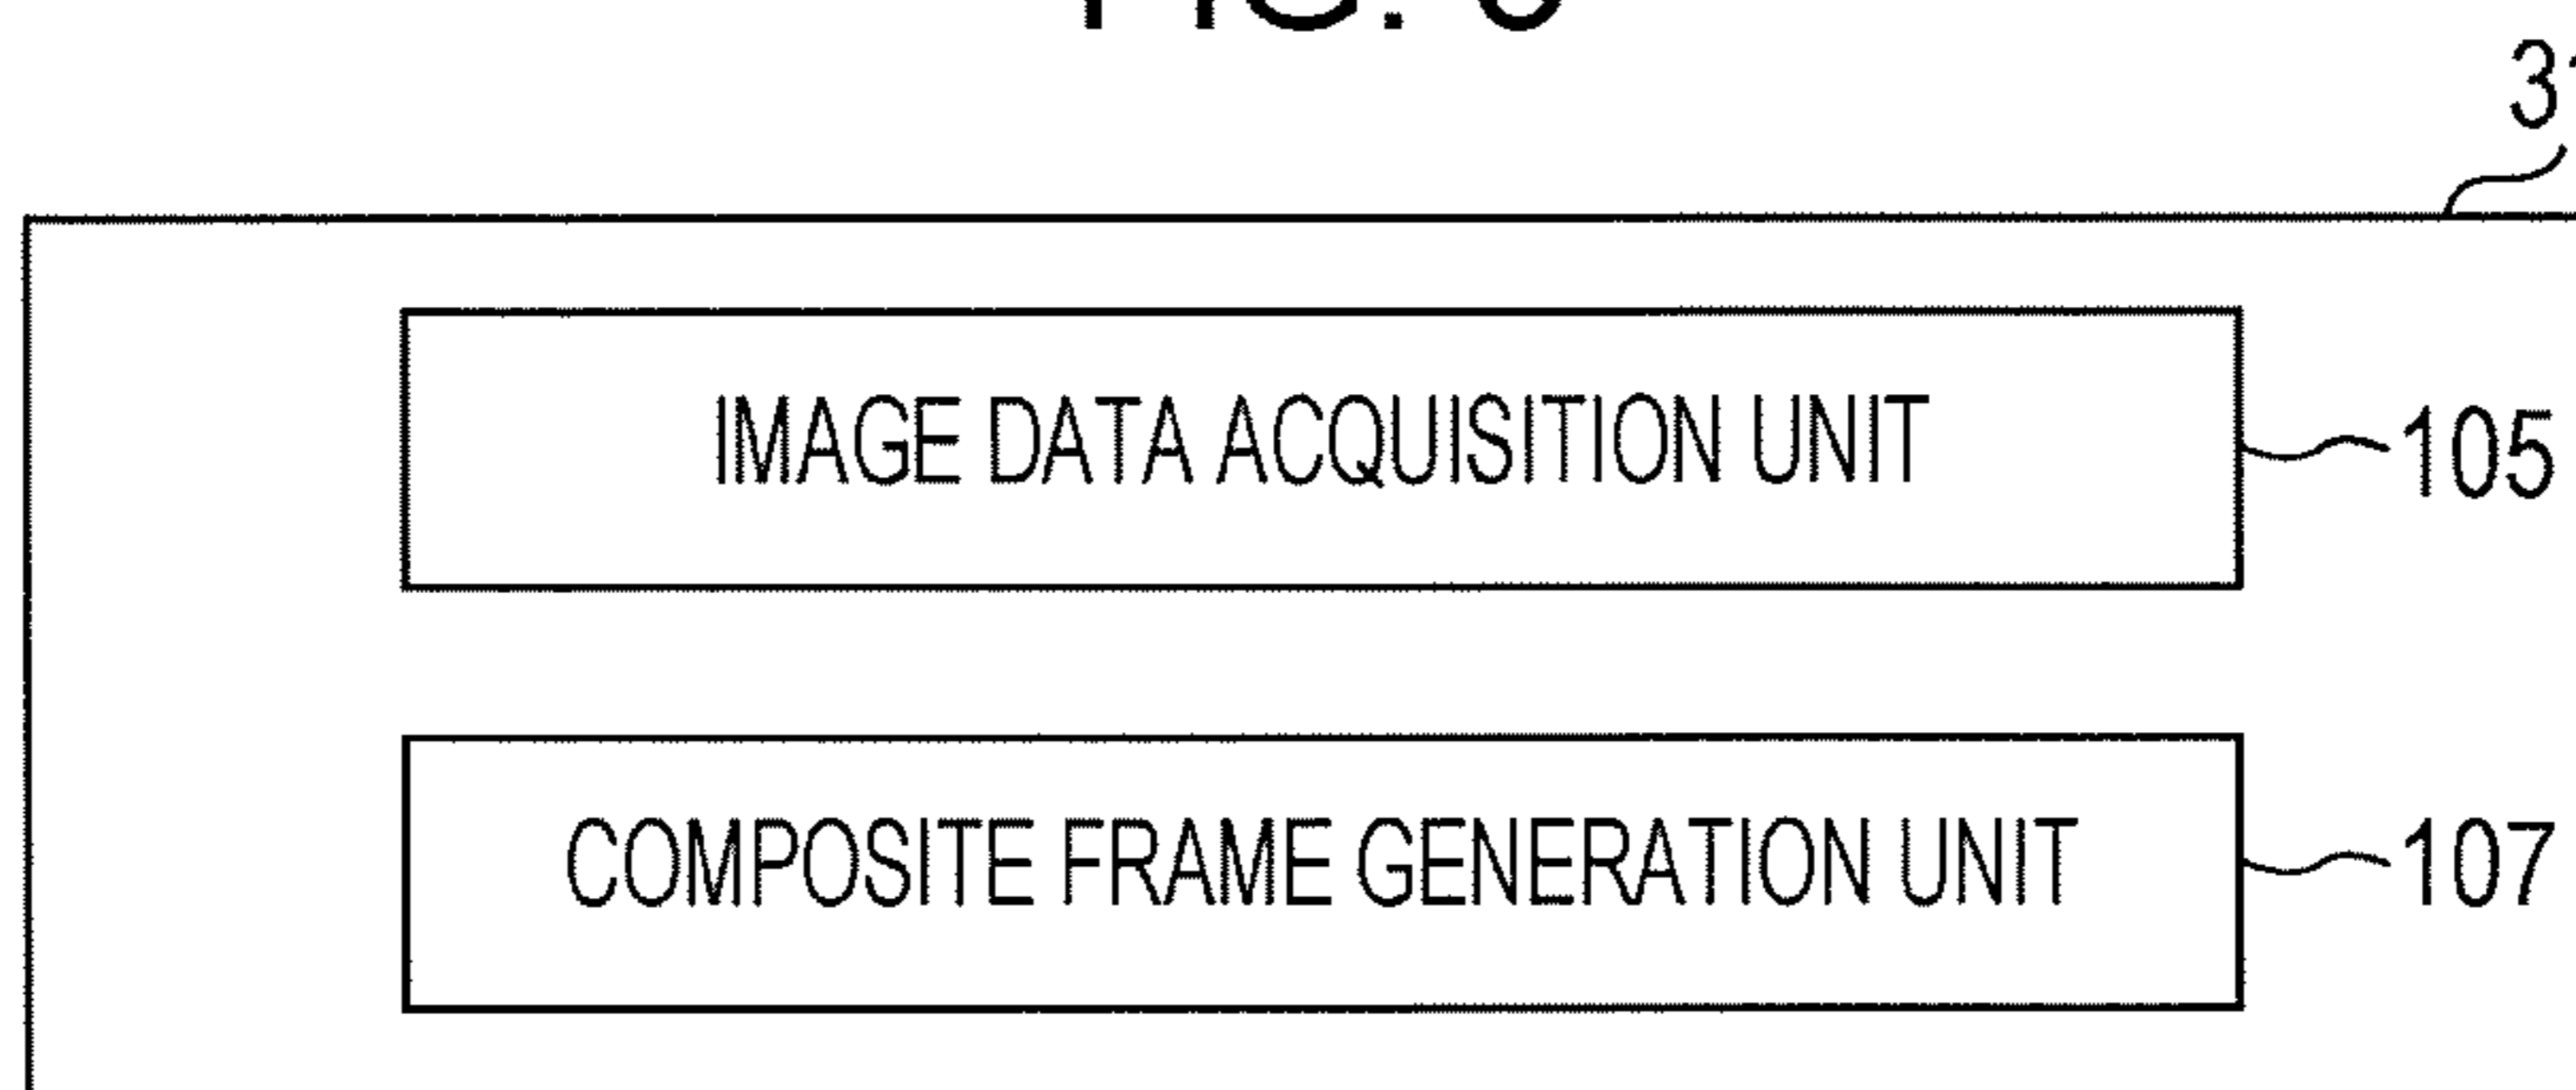 IMAGE DATA ACQUISITION UNIT
105
COMPOSITE FRAME GENERATION UNIT
107